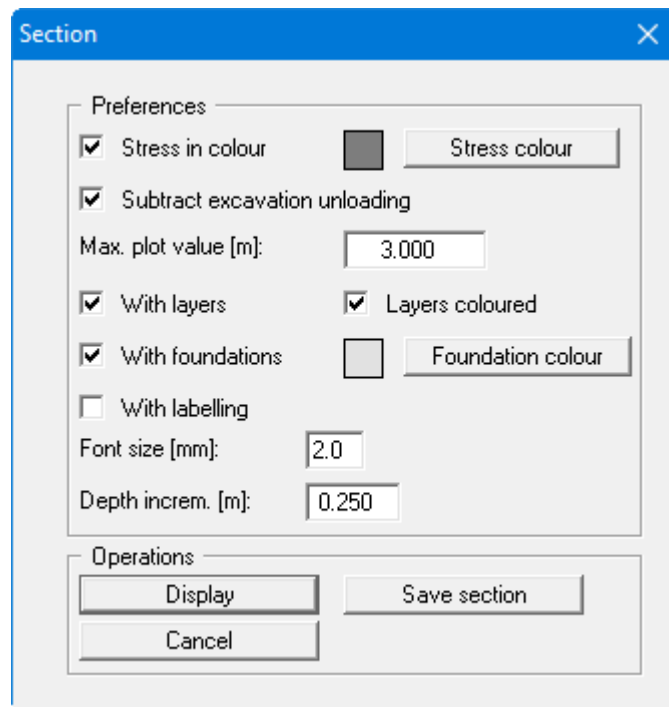 Section
Preferences
Stress in colour Stress colour
Subtract excavation unloading
Max. plot value [m]: 3.000
With layers Layers coloured
With foundations Foundation colour
With labelling
Font size [mm]: 2.0
Depth increm. [m]: 0.250
Operations
Display Save section
Cancel